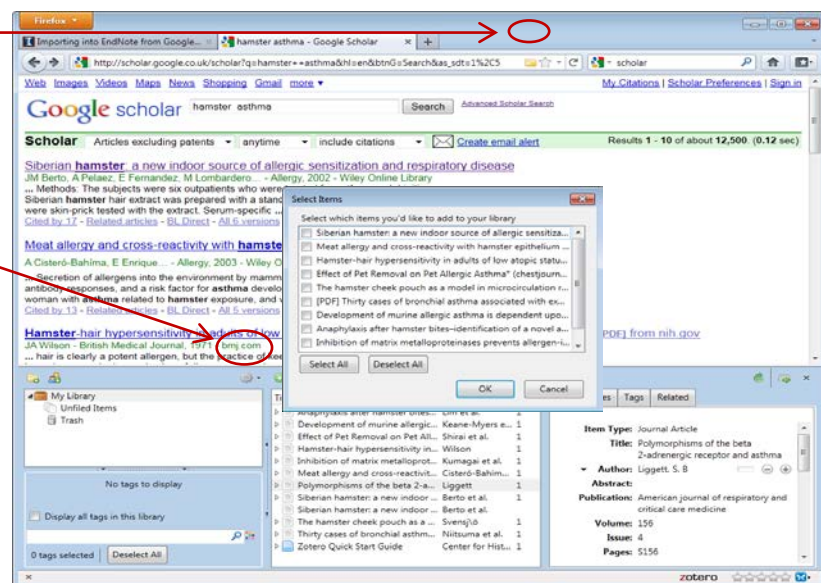 Firefox
Importing into EndNote from Google...
hamster asthma - Google Scholar
http://scholar.google.co.uk/scholar?q=hamster++asthma&hl=en&btnG=Search&as_sdt=1%2C5
scholar
Web Images Videos Maps News Shopping Gmail more ▾
My Citations | Scholar Preferences | Sign in
Google scholar
hamster asthma
Search
Advanced Scholar Search
Scholar Articles excluding patents anytime include citations Create email alert Results 1 - 10 of about 12,500. (0.12 sec)
Siberian hamster: a new indoor source of allergic sensitization and respiratory disease
JM Berto, A Pelaez, E Fernandez, M Lombardero... - Allergy, 2002 - Wiley Online Library
... Methods: The subjects were six outpatients who were
Siberian hamster hair extract was prepared with a stand
were skin-prick tested with the extract. Serum-specific ...
Cited by 17 - Related articles - BL Direct - All 6 versions
Meat allergy and cross-reactivity with hamste
A Cisteró-Bahíma, E Enrique... - Allergy, 2003 - Wiley O
... Secretion of allergens into the environment by mamm
antibody responses, and a risk factor for asthma develo
woman with asthma related to hamster exposure, and
Cited by 13 - Related articles - BL Direct - All 5 versions
Hamster-hair hypersensitivity in adults of low
[PDF] from nih.gov
JA Wilson - British Medical Journal, 1971 - bmj.com
... hair is clearly a potent allergen, but the practice of kee
Select Items
Select which items you'd like to add to your library
Siberian hamster: a new indoor source of allergic sensitiza...
Meat allergy and cross-reactivity with hamster epithelium ...
Hamster-hair hypersensitivity in adults of low atopic statu...
Effect of Pet Removal on Pet Allergic Asthma" (chestjourn...
The hamster cheek pouch as a model in microcirculation r...
[PDF] Thirty cases of bronchial asthma associated with ex...
Development of murine allergic asthma is dependent upo...
Anaphylaxis after hamster bites–identification of a novel a...
Inhibition of matrix metalloproteinases prevents allergen-i...
Select All
Deselect All
OK
Cancel
My Library
Unfiled Items
Trash
No tags to display
Display all tags in this library
0 tags selected
Deselect All
Anaphylaxis after hamster bites... Lim et al. 1
Development of murine allergic... Keane-Myers e... 1
Effect of Pet Removal on Pet All... Shirai et al. 1
Hamster-hair hypersensitivity in... Wilson 1
Inhibition of matrix metalloprot... Kumagai et al. 1
Meat allergy and cross-reactivit... Cisteró-Bahím... 1
Polymorphisms of the beta 2-a... Liggett 1
Siberian hamster: a new indoor ... Berto et al. 1
Siberian hamster: a new indoor ... Berto et al. 1
The hamster cheek pouch as a ... Svensjö 1
Thirty cases of bronchial asthm... Niitsuma et al. 1
Zotero Quick Start Guide Center for Hist... 1
Tags
Related
Item Type: Journal Article
Title: Polymorphisms of the beta
2-adrenergic receptor and asthma
Author: Liggett, S. B
Abstract:
Publication: American journal of respiratory and
critical care medicine
Volume: 156
Issue: 4
Pages: S156
zotero